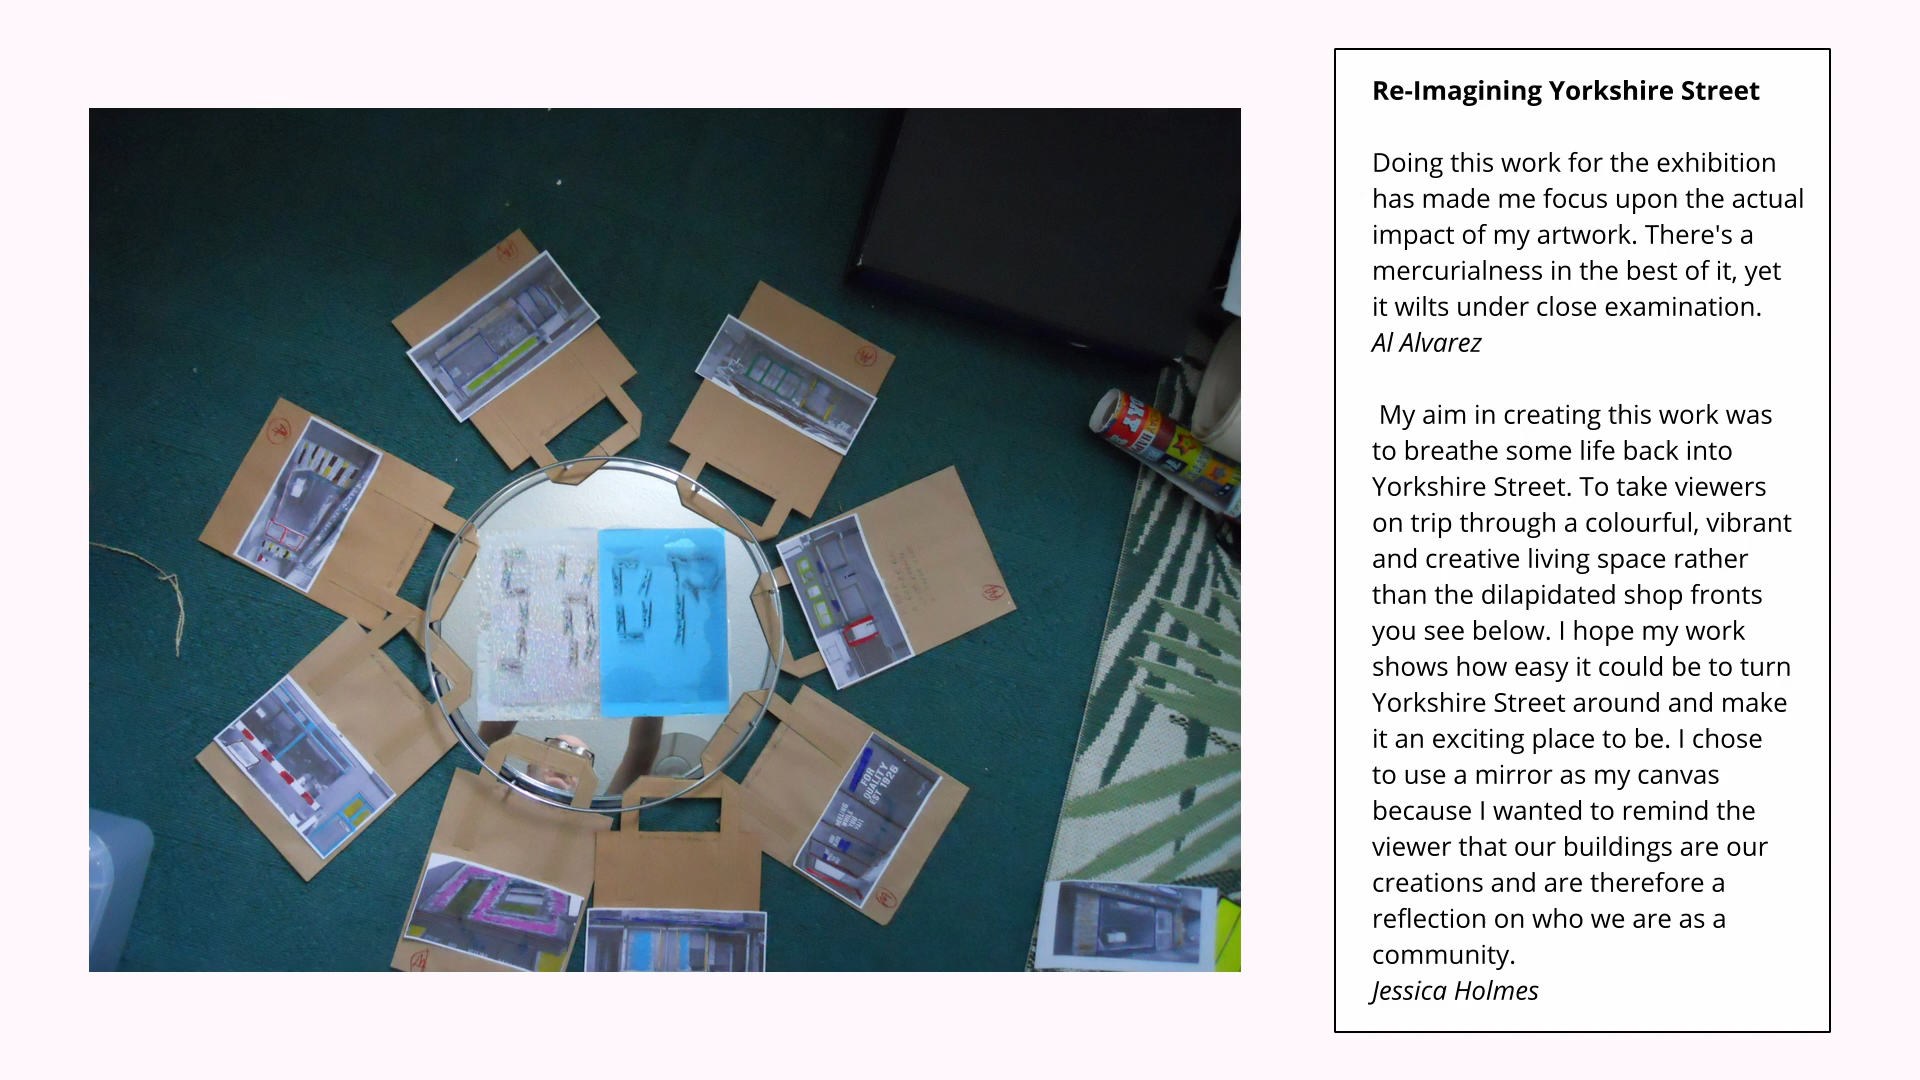 Re-Imagining Yorkshire Street
Doing this work for the exhibition
has made me focus upon the actual
impact of my artwork. There's a
mercurialness in the best of it, yet
it wilts under close examination.
Al Alvarez
My aim in creating this work was
to breathe some life back into
Yorkshire Street. To take viewers
on trip through a colourful, vibrant
and creative living space rather
than the dilapidated shop fronts
you see below. I hope my work
shows how easy it could be to turn
Yorkshire Street around and make
it an exciting place to be. I chose
to use a mirror as my canvas
because I wanted to remind the
viewer that our buildings are our
creations and are therefore a
reflection on who we are as a
community.
Jessica Holmes
FOR
QUALITY
EST 1926